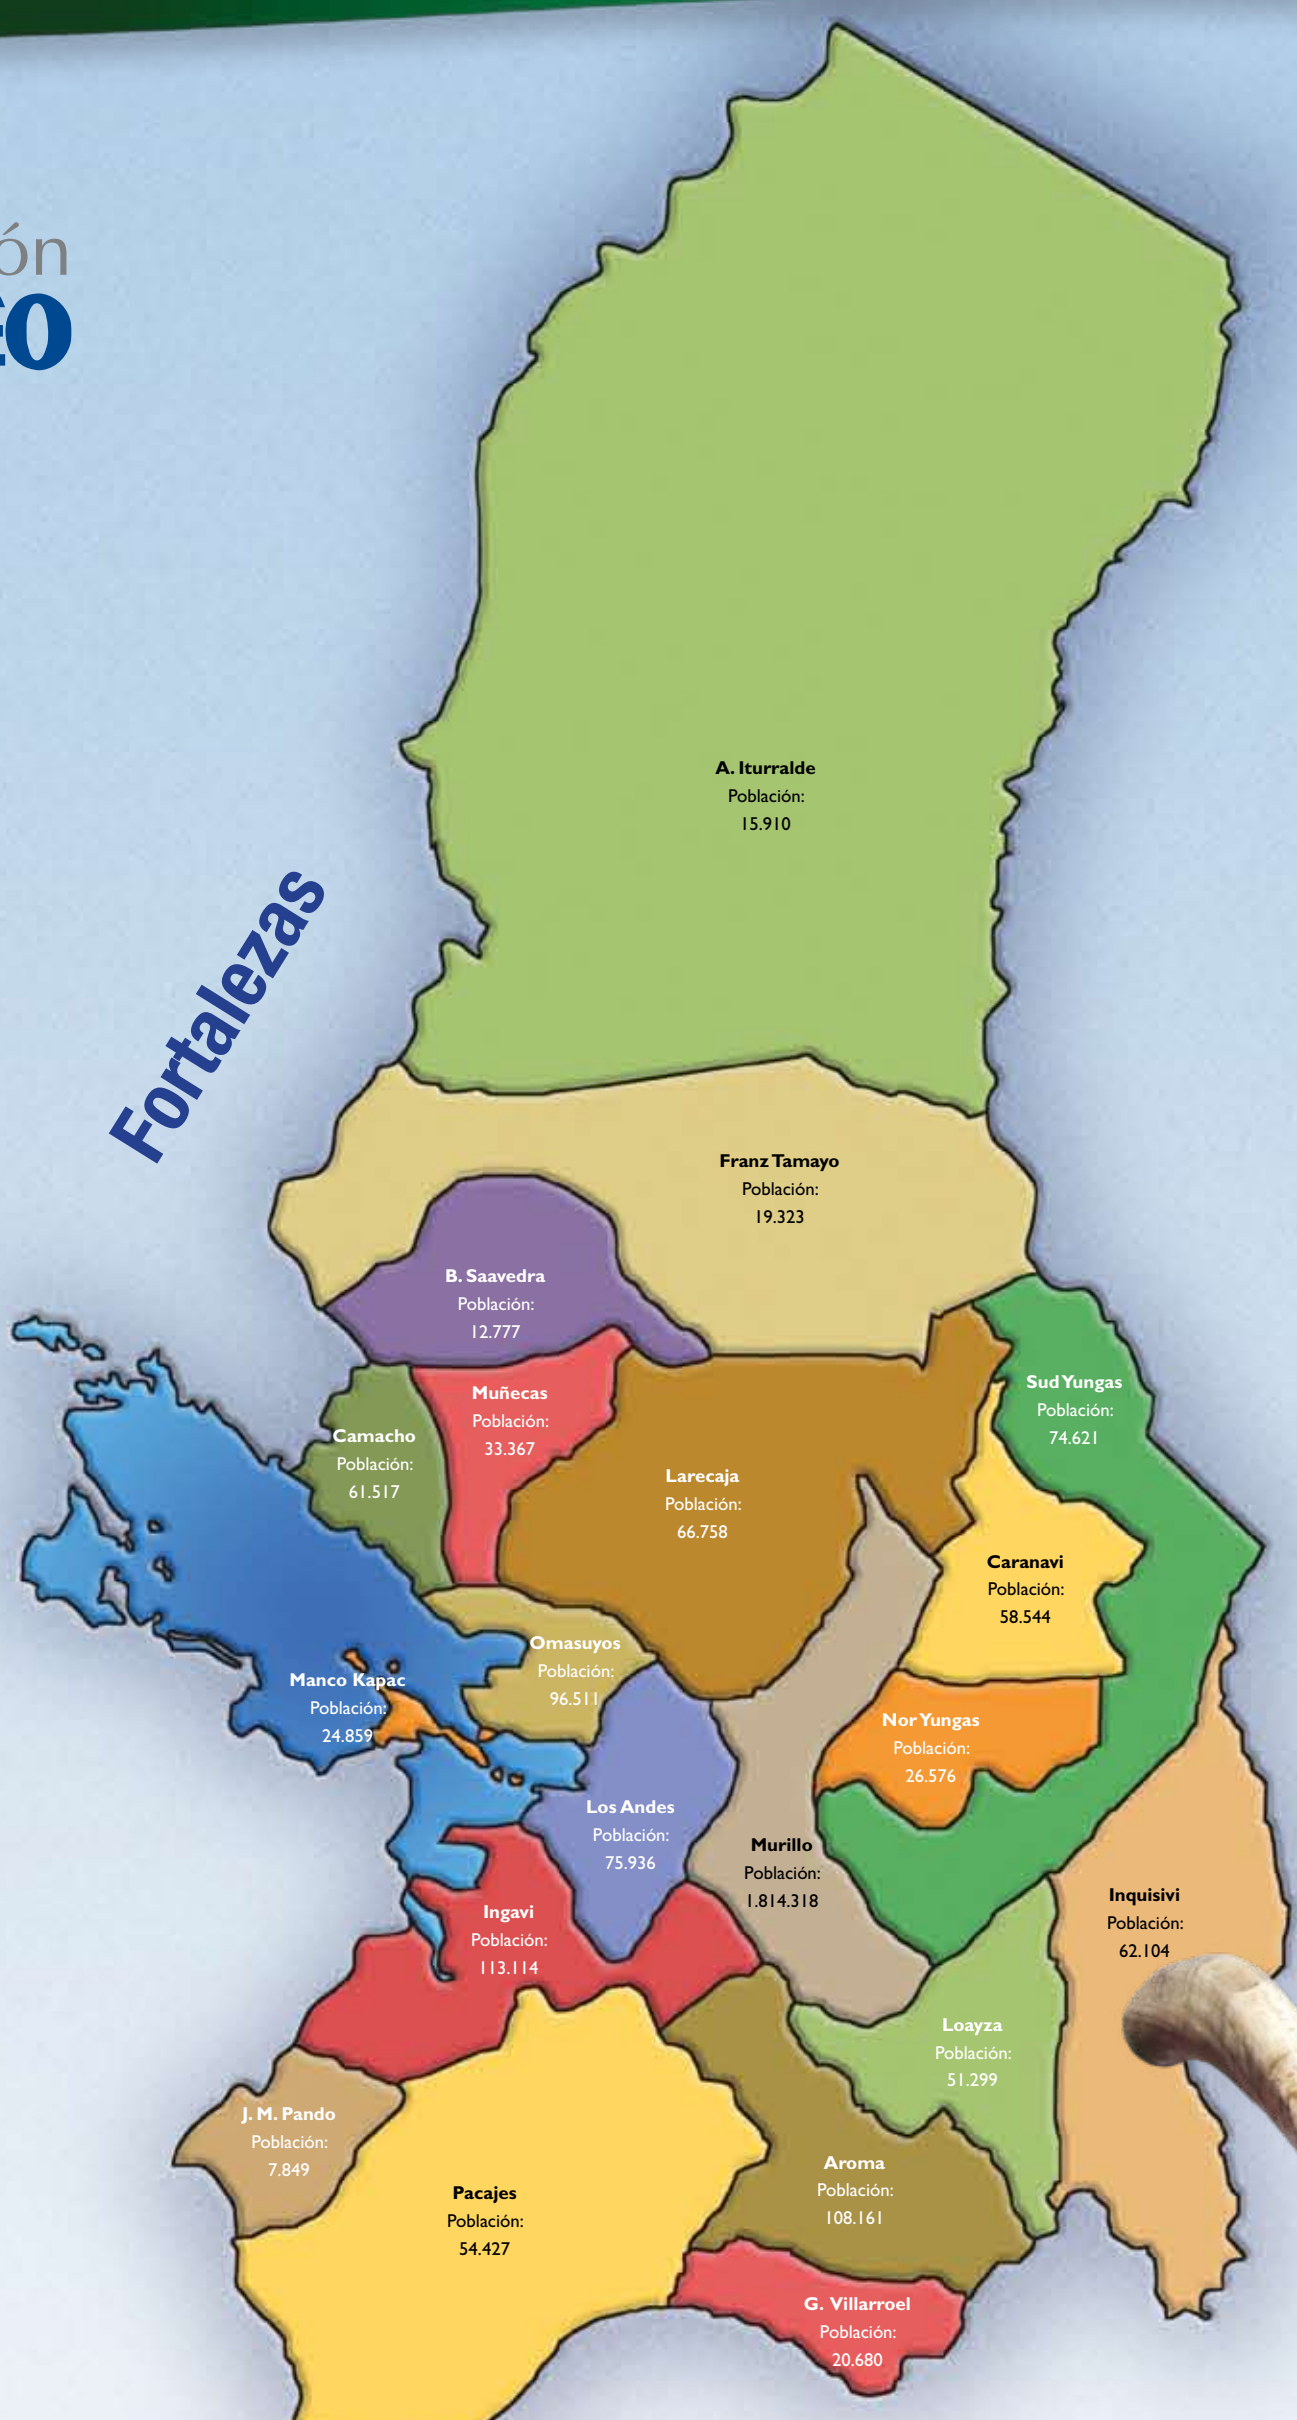 ón
EO
A. Iturralde
Población:
15.910
Fortalezas
Franz Tamayo
Población:
19.323
B. Saavedra
Población:
12.777
Sud Yungas
Población:
74.621
Muñecas
Población:
33.367
Camacho
Población:
61.517
Larecaja
Población:
66.758
Caranavi
Población:
58.544
Omasuyos
Población:
96.511
Manco Kapac
Población:
24.859
Nor Yungas
Población:
26.576
Los Andes
Población:
75.936
Murillo
Población:
1.814.318
Inquisivi
Población:
62.104
Ingavi
Población:
113.114
Loayza
Población:
51.299
J. M. Pando
Población:
7.849
Aroma
Población:
108.161
Pacajes
Población:
54.427
G. Villarroel
Población:
20.680